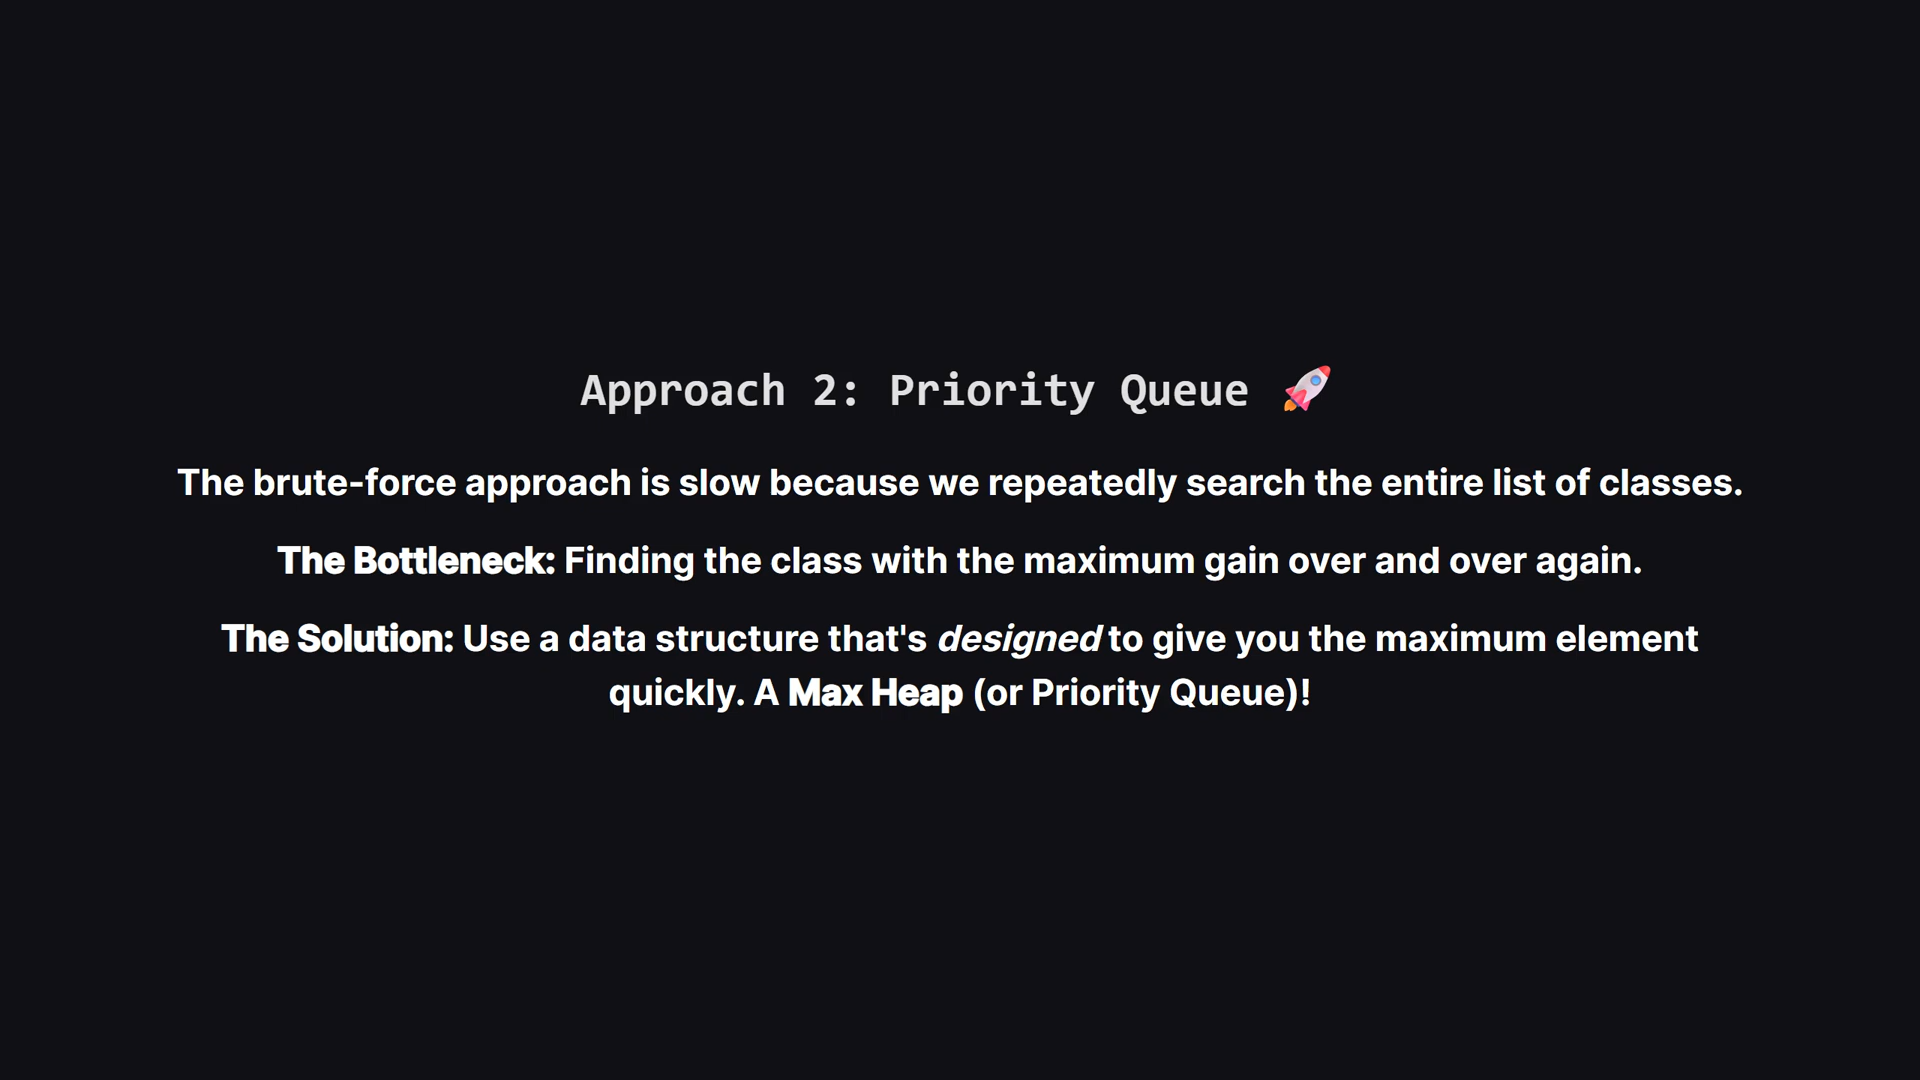 Approach 2: Priority Queue 🚀
The brute-force approach is slow because we repeatedly search the entire list of classes.
The Bottleneck: Finding the class with the maximum gain over and over again.
The Solution: Use a data structure that's designed to give you the maximum element
quickly. A Max Heap (or Priority Queue)!